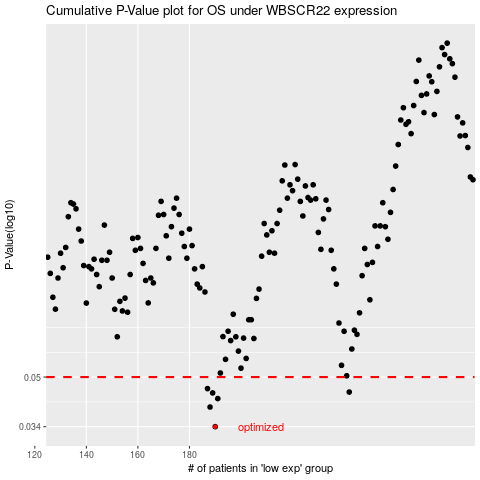 Cumulative P-Value plot for OS under WBSCR22 expression
P-Value(log10)
0.05
0.034
optimized
120 140 160 180
# of patients in 'low exp' group